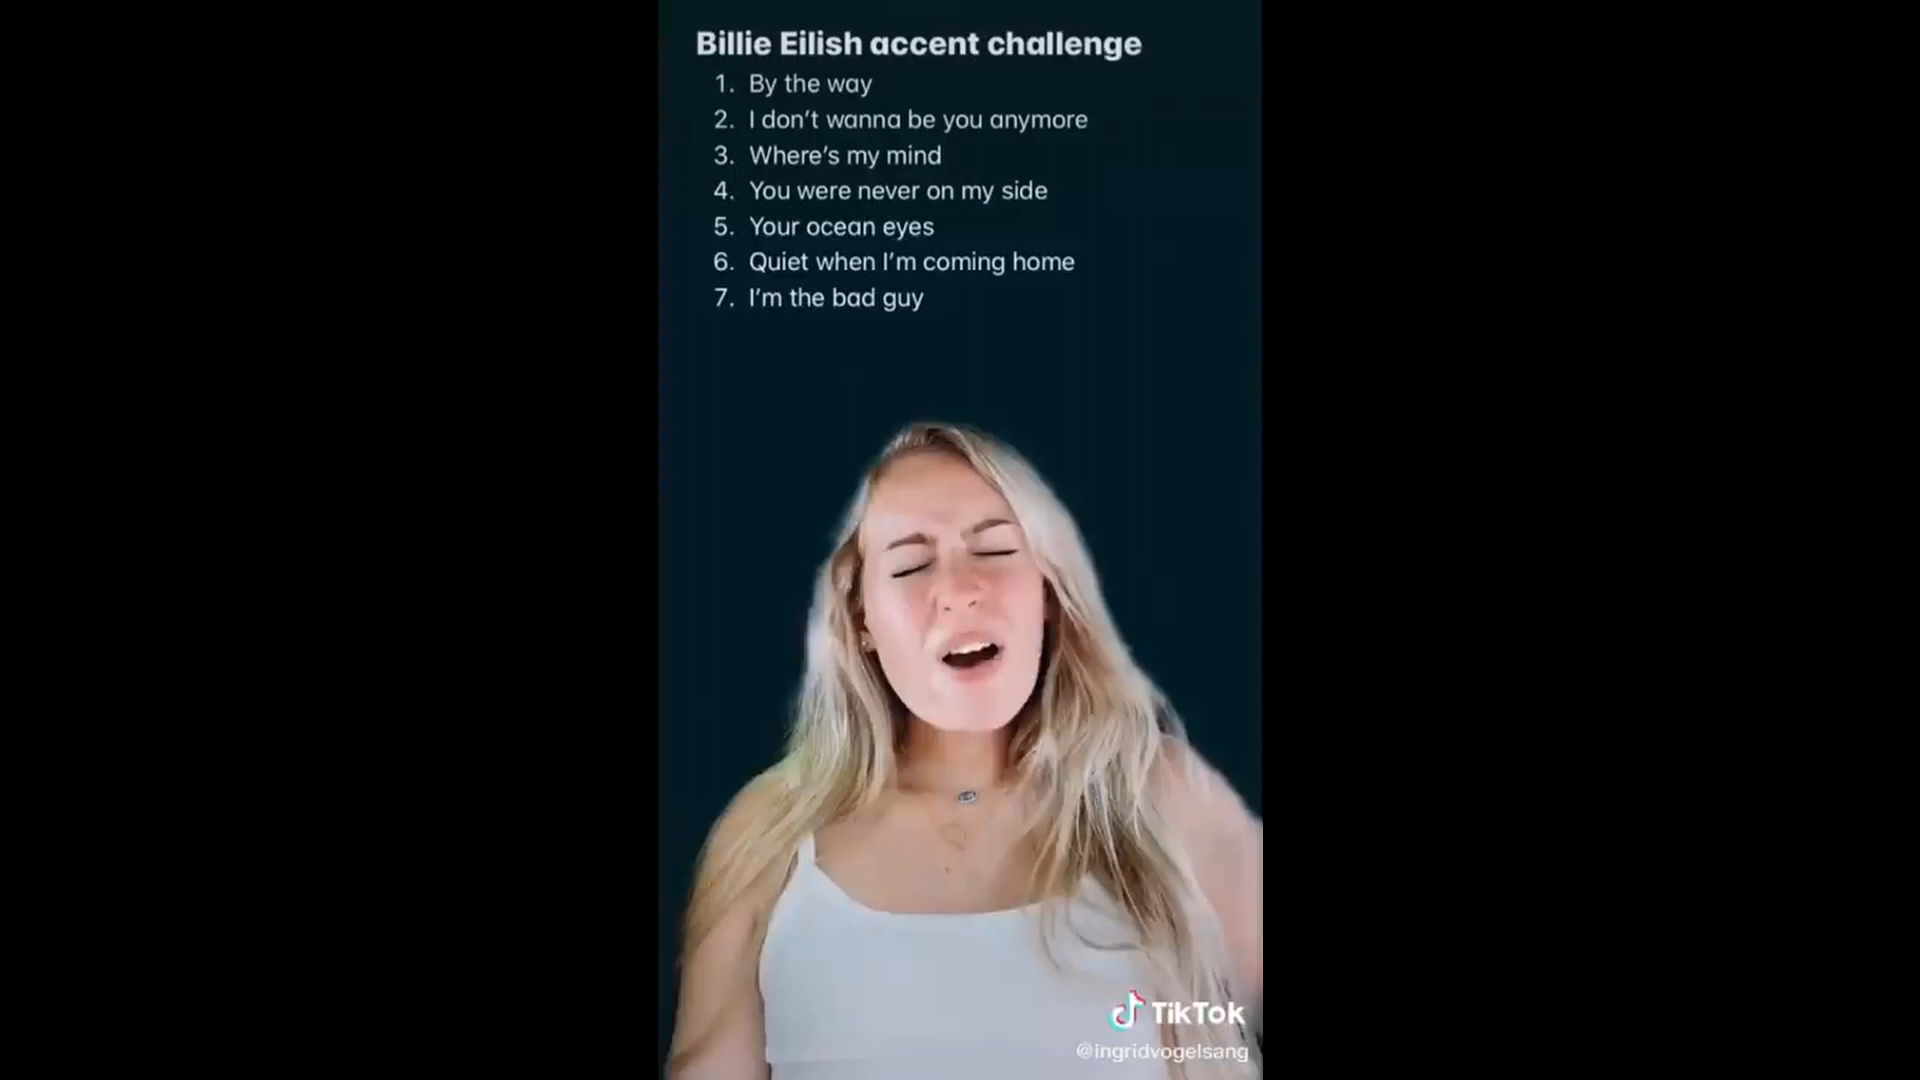 Billie Eilish accent challenge
1. By the way
2. I don't wanna be you anymore
3. Where's my mind
4. You were never on my side
5. Your ocean eyes
6. Quiet when I'm coming home
7. I'm the bad guy
TikTok
@ingridvogelsang